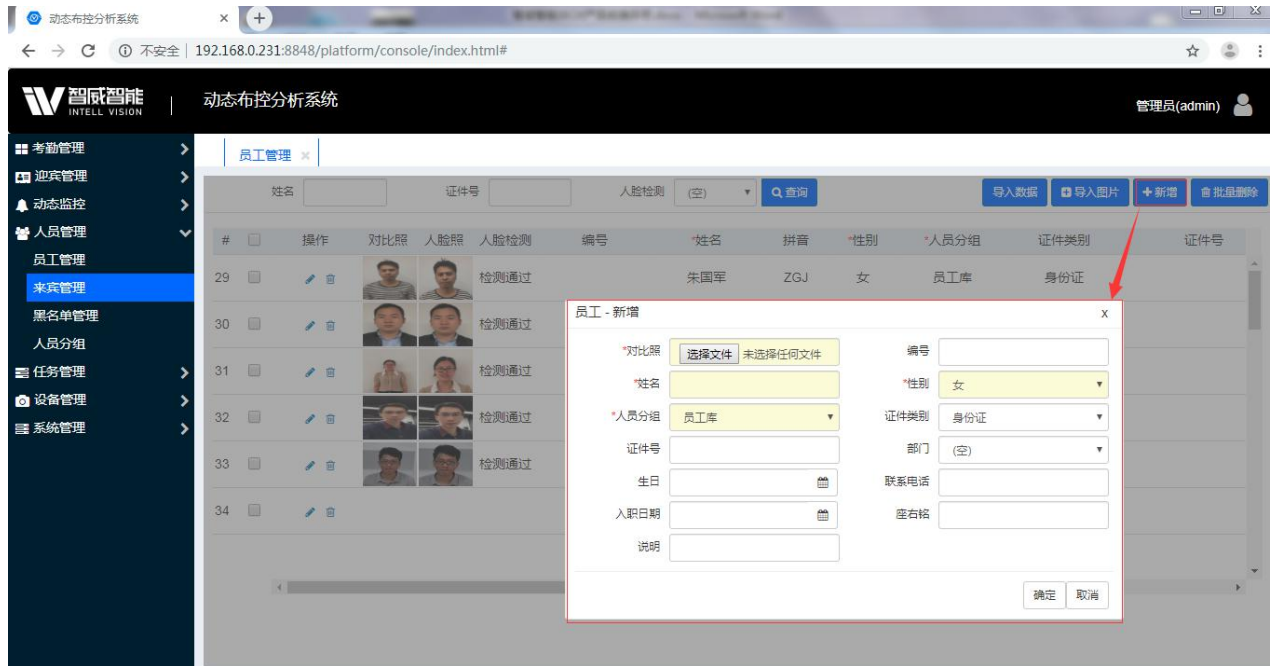 动态布控分析系统 × +
不安全 | 192.168.0.231:8848/platform/console/index.html#
智威智能 INTELL VISION 动态布控分析系统 管理员(admin)
考勤管理
迎宾管理
动态监控
人员管理
员工管理
来宾管理
黑名单管理
人员分组
任务管理
设备管理
系统管理
员工管理 ×
姓名 证件号 人脸检测 (空) 查询 导入数据 导入图片 +新增 批量删除
# 操作 对比照 人脸照 人脸检测 编号 *姓名 拼音 *性别 *人员分组 证件类别 证件号
29 检测通过 朱国军 ZGJ 女 员工库 身份证
30 检测通过
31 检测通过
32 检测通过
33 检测通过
34
员工 - 新增 x
*对比照 选择文件 未选择任何文件 编号
*姓名 *性别 女
*人员分组 员工库 证件类别 身份证
证件号 部门 (空)
生日 联系电话
入职日期 座右铭
说明
确定 取消